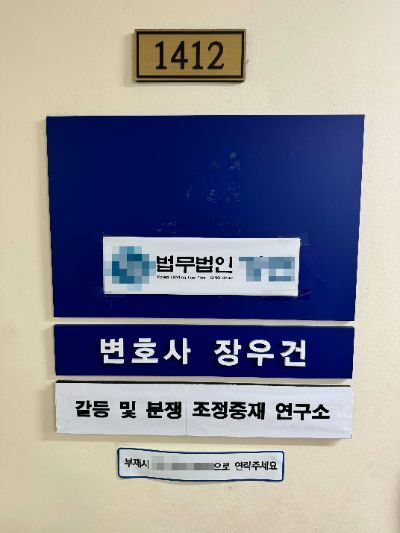 1412
법무법인
변호사 장우건
갈등 및 분쟁 조정중재 연구소
부재시 으로 연락주세요